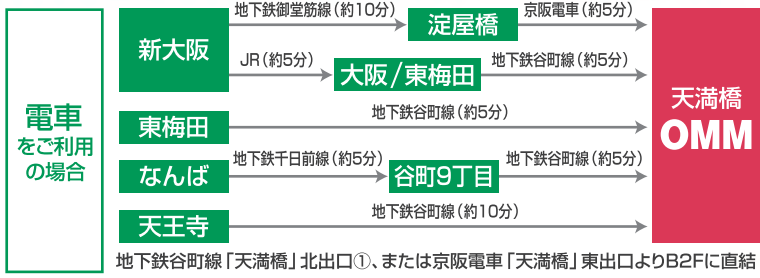 電車
をご利用
の場合
新大阪
地下鉄御堂筋線（約10分）
淀屋橋
京阪電車（約5分）
JR（約5分）
大阪/東梅田
地下鉄谷町線（約5分）
東梅田
地下鉄谷町線（約5分）
なんば
地下鉄千日前線（約5分）
谷町9丁目
地下鉄谷町線（約5分）
天王寺
地下鉄谷町線（約10分）
天満橋
OMM
地下鉄谷町線「天満橋」北出口①、または京阪電車「天満橋」東出口よりB2Fに直結